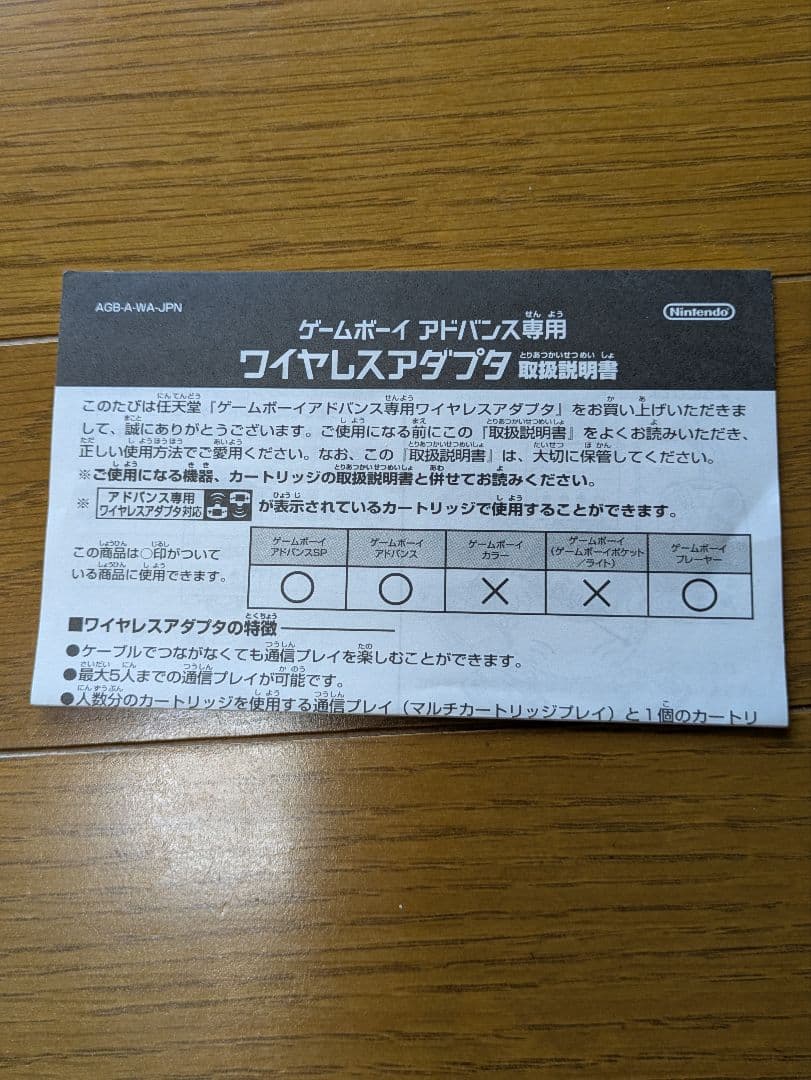 AGB-A-WA-JPN
Nintendo
ゲームボーイ アドバンス専用
ワイヤレスアダプタ 取扱説明書
このたびは任天堂「ゲームボーイアドバンス専用ワイヤレスアダプタ」をお買い上げいただきま
して、誠にありがとうございます。ご使用になる前にこの『取扱説明書』をよくお読みいただき、
正しい使用方法でご愛用ください。なお、この『取扱説明書』は、大切に保管してください。
※ご使用になる機器、カートリッジの取扱説明書と併せてお読みください。
※ アドバンス専用 ワイヤレスアダプタ対応 が表示されているカートリッジで使用することができます。
この商品は○印がついて
いる商品に使用できます。
ゲームボーイ アドバンスSP
ゲームボーイ アドバンス
ゲームボーイ カラー
ゲームボーイ (ゲームボーイポケット /ライト)
ゲームボーイ プレーヤー
○ ○ × × ○
■ワイヤレスアダプタの特徴
●ケーブルでつながなくても通信プレイを楽しむことができます。
●最大5人までの通信プレイが可能です。
●人数分のカートリッジを使用する通信プレイ（マルチカートリッジプレイ）と1個のカートリ